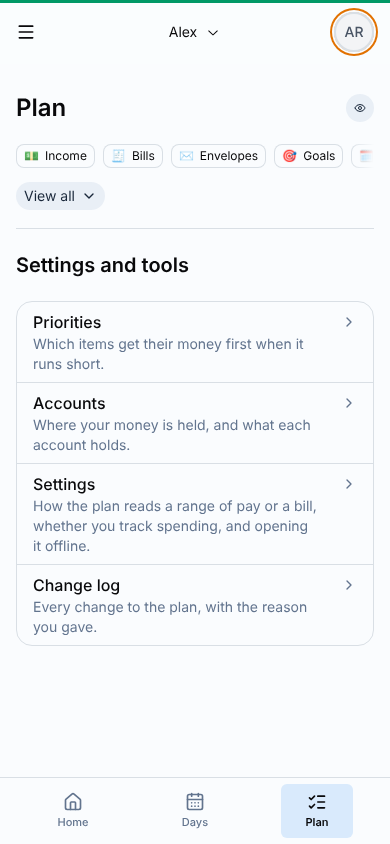 Alex
AR
Plan
Income
Bills
Envelopes
Goals
View all
Settings and tools
Priorities
Which items get their money first when it
runs short.
Accounts
Where your money is held, and what each
account holds.
Settings
How the plan reads a range of pay or a bill,
whether you track spending, and opening
it offline.
Change log
Every change to the plan, with the reason
you gave.
Home
Days
Plan